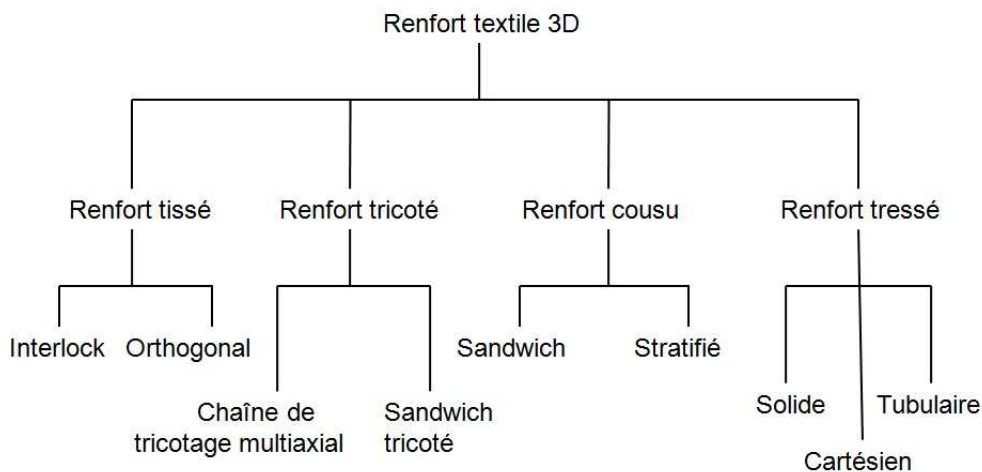 Renfort textile 3D
Renfort tissé Renfort tricoté Renfort cousu Renfort tressé
Interlock Orthogonal Sandwich Stratifié
Chaîne de tricotage multiaxial
Sandwich tricoté
Solide Tubulaire
Cartésien